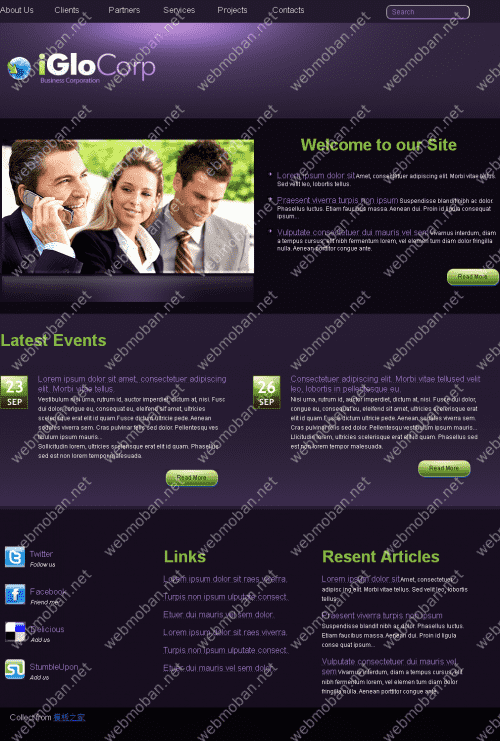 About Us Clients Partners Services Projects Contacts Search
iGloCorp
Business Corporation
Welcome to our Site
Lorem ipsum dolor sit Amet, consectetuer adipiscing elit. Morbi vitae tellus.
Sed velit leo, lobortis tellus.
Praesent viverra turpis non ipsum Suspendisse blandit nibh ac dolor.
Phasellus luctus. Etiam faucibus massa. Aenean dui. Proin id ligula consequat
ipsum...
Vulputate consectetuer dui mauris vel sem Vivamus interdum, diam
a tempus cursus, elit nibh fermentum lorem, vel elemen tum diam dolor fringilla
nulla. Aenean porttitor congue ante.
Read More
Latest Events
23
SEP
Lorem ipsum dolor sit amet, consectetuer adipiscing
elit. Morbi vitae tellus.
Vestibulum nisi urna, rutrum id, auctor imperdiet, dictum at, nisi. Fusc
dui dolor, congue eu, consequat eu, eleifend sit amet, ultricies
scelerisque erat elit id quam Fusce dictum ultricie pede. Aenean
sodales viverra sem. Cras pulvinar felis sed dolor. Pellentesqu ves
tibulum ipsum mauris...
Sollicitudin lorem, ultricies scelerisque erat elit id quam. Phasellus
sed est non lorem tempor malesuada.
Read More
26
SEP
Consectetuer adipiscing elit. Morbi vitae tellused velit
leo, lobortis in pellentesque eu.
Nisi urna, rutrum id, auctor imperdiet, dictum at, nisi. Fusce dui dolor,
congue eu, consequat eu, eleifend sit amet, ultricies scelerisque erat
elit id quam Fusce dictum ultricie pede. Aenean sodales viverra sem.
Cras pulvinar felis sed dolor. Pellentesqu vestibulum ipsum mauris...
Llicitudin lorem, ultricies scelerisque erat elit id quam. Phasellus sed
est non lorem tempor malesuada.
Read More
Twitter
Follow us
Facebook
Friend me
Delicious
Add us
StumbleUpon
Add us
Links
Lorem ipsum dolor sit raes viverra.
Turpis non ipsum ulputate consect.
Etuer dui mauris vel sem dolor.
Lorem ipsum dolor sit raes viverra.
Turpis non ipsum ulputate consect.
Etuer dui mauris vel sem dolor.
Recent Articles
Lorem ipsum dolor sit Amet, consectetuer
adipisc ing elit. Morbi vitae. Sed velit leo, lobortis
tellus.
Praesent viverra turpis non ipsum
Suspendisse blandit nibh ac dolor. Phasellus luctus.
Etiam faucibus massa. Aenean dui. Proin id ligula
conse quat ipsum...
Vulputate consectetuer dui mauris vel
sem Vivamus interdum, diam a tempus cursus, elit
nibh fermentum lorem, vel elemen tum diam dolor
fringilla nulla. Aenean porttitor congue ante.
Collect from 模板之家
webmoban.net